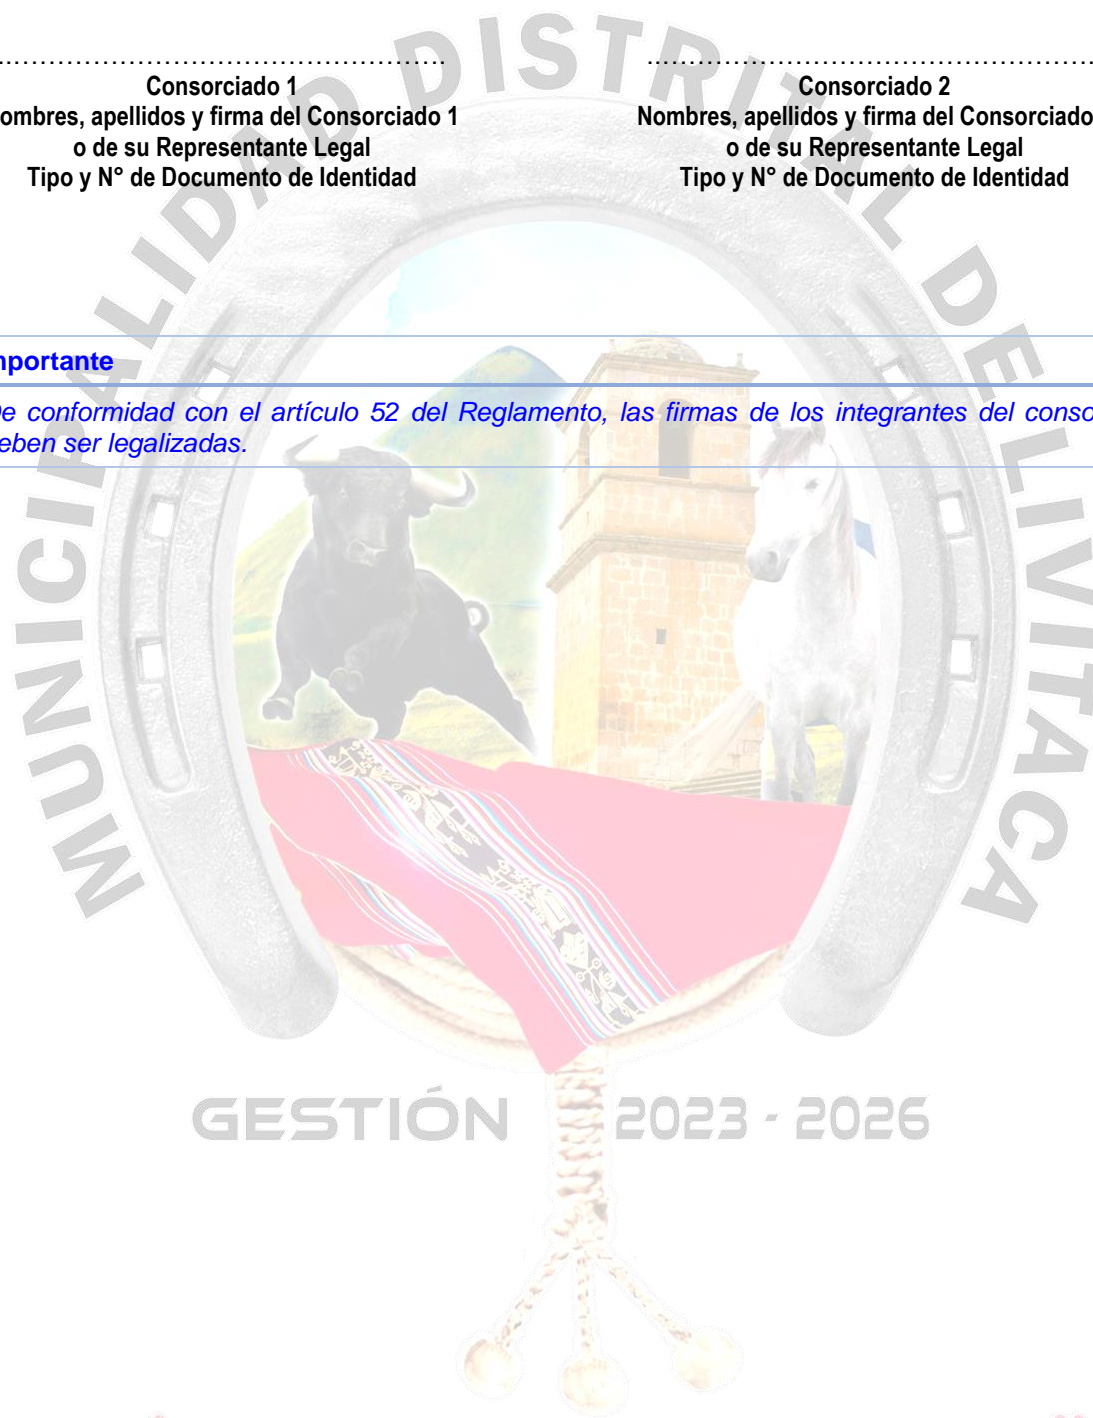 ……………………………………………. …………………………………………….
Consorciado 1 Consorciado 2
ombres, apellidos y firma del Consorciado 1 Nombres, apellidos y firma del Consorciado
o de su Representante Legal o de su Representante Legal
Tipo y N° de Documento de Identidad Tipo y N° de Documento de Identidad
mportante
De conformidad con el artículo 52 del Reglamento, las firmas de los integrantes del conso
eben ser legalizadas.
MUNICIPALIDAD DISTRITAL DE LIVITACA
GESTIÓN 2023 - 2026